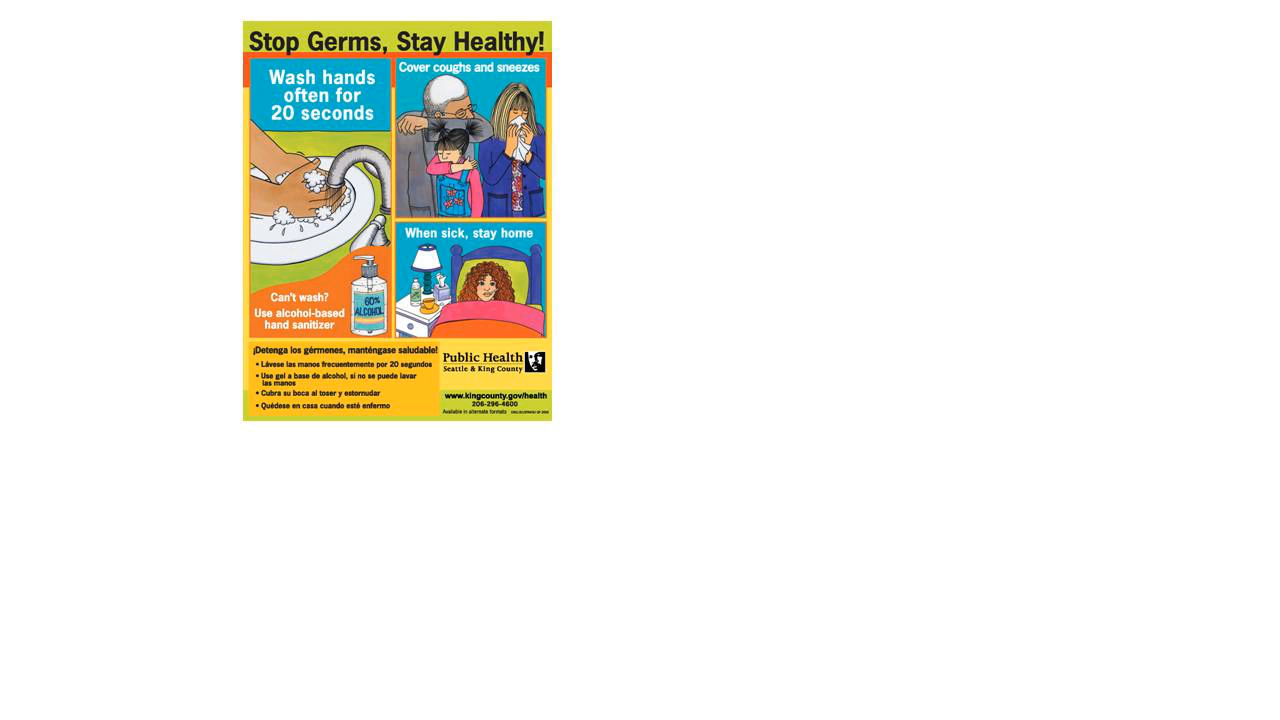 Stop Germs, Stay Healthy!
Wash hands
often for
20 seconds
Cover coughs and sneezes
When sick, stay home
Can't wash?
Use alcohol-based
hand sanitizer
60%
ALCOHOL
¡Detenga los gérmenes, manténgase saludable!
• Lávese las manos frecuentemente por 20 segundos
• Use gel a base de alcohol, si no se puede lavar
las manos
• Cubra su boca al toser y estornudar
• Quédese en casa cuando esté enfermo
Public Health
Seattle & King County
www.kingcounty.gov/health
206-296-4600
Available in alternate formats